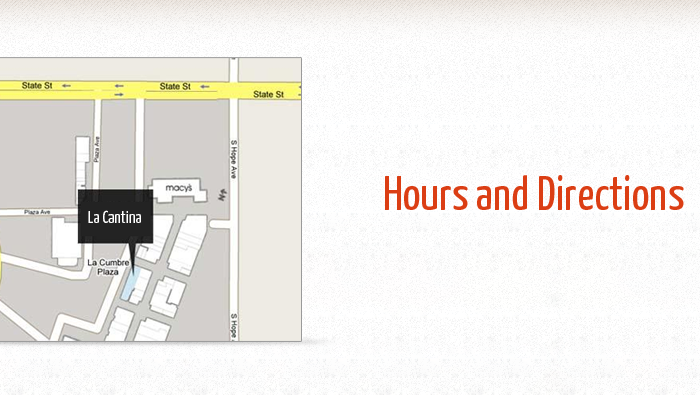 State St
State St
State St
Plaza Ave
S Hope Ave
macy's
Plaza Ave
La Cantina
La Cumbre
Plaza
S Hope
Hours and Directions